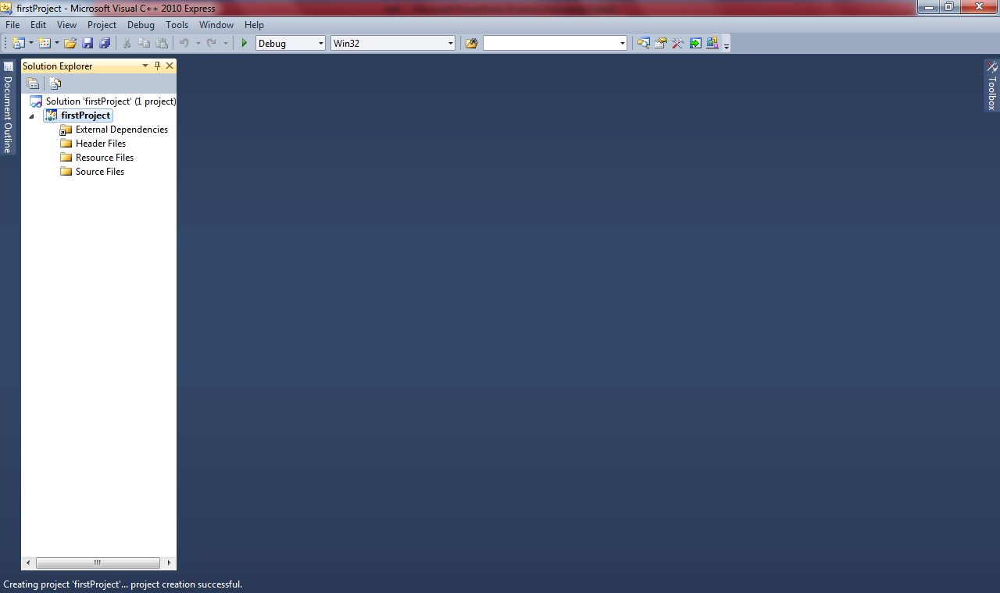 firstProject - Microsoft Visual C++ 2010 Express
File Edit View Project Debug Tools Window Help
Debug Win32
Solution Explorer
Document Outline
Toolbox
Solution 'firstProject' (1 project)
firstProject
External Dependencies
Header Files
Resource Files
Source Files
Creating project 'firstProject'... project creation successful.